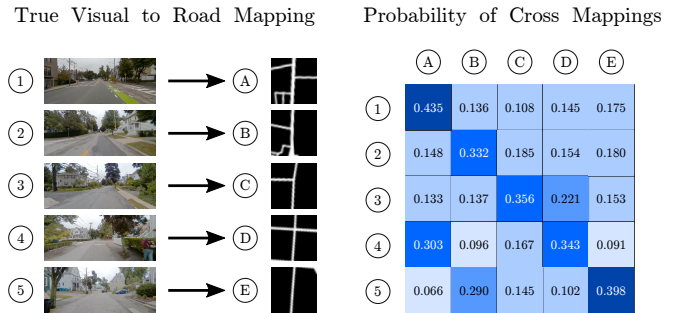 True Visual to Road Mapping
Probability of Cross Mappings
1 A
2 B
3 C
4 D
5 E
A B C D E
1 0.435 0.136 0.108 0.145 0.175
2 0.148 0.332 0.185 0.154 0.180
3 0.133 0.137 0.356 0.221 0.153
4 0.303 0.096 0.167 0.343 0.091
5 0.066 0.290 0.145 0.102 0.398